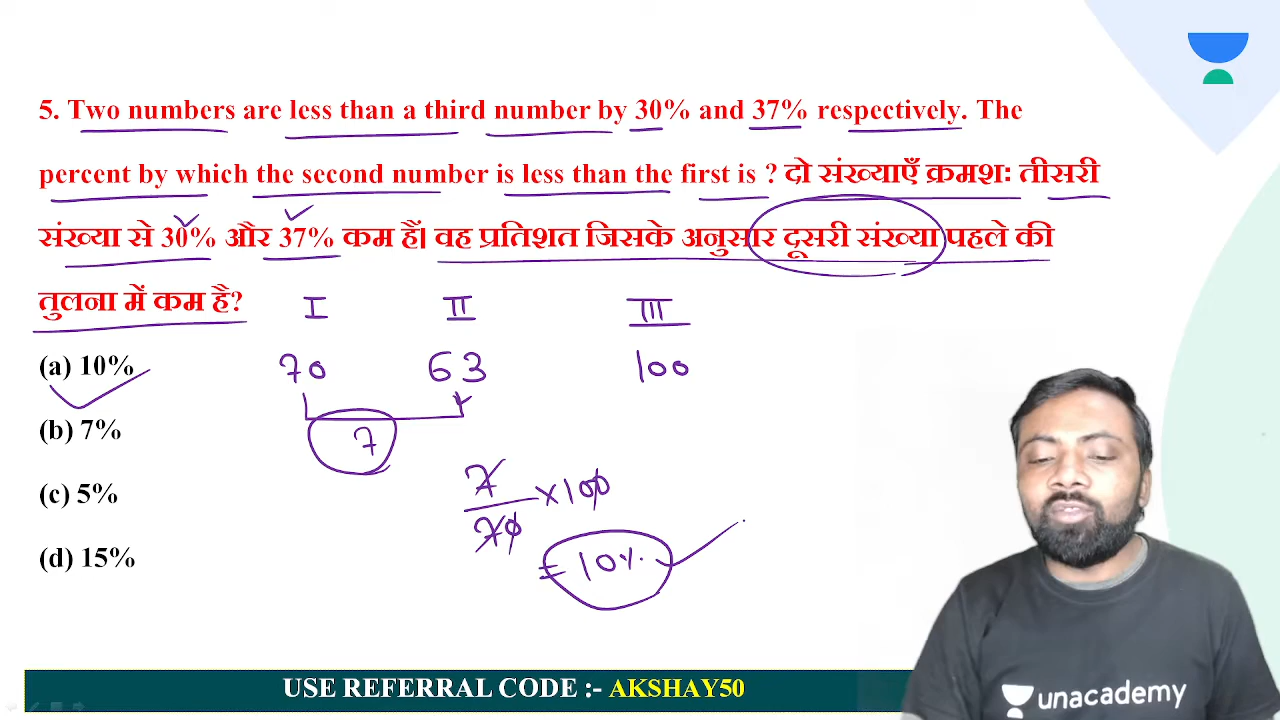 5. Two numbers are less than a third number by 30% and 37% respectively. The
percent by which the second number is less than the first is ? दो संख्याएँ क्रमशः तीसरी
संख्या से 30% और 37% कम हैं। वह प्रतिशत जिसके अनुसार दूसरी संख्या पहले की
तुलना में कम है?
I II III
(a) 10% 70 63 100
(b) 7% 7
(c) 5% 7/70 ×100
(d) 15% = 10%
USE REFERRAL CODE :- AKSHAY50
unacademy